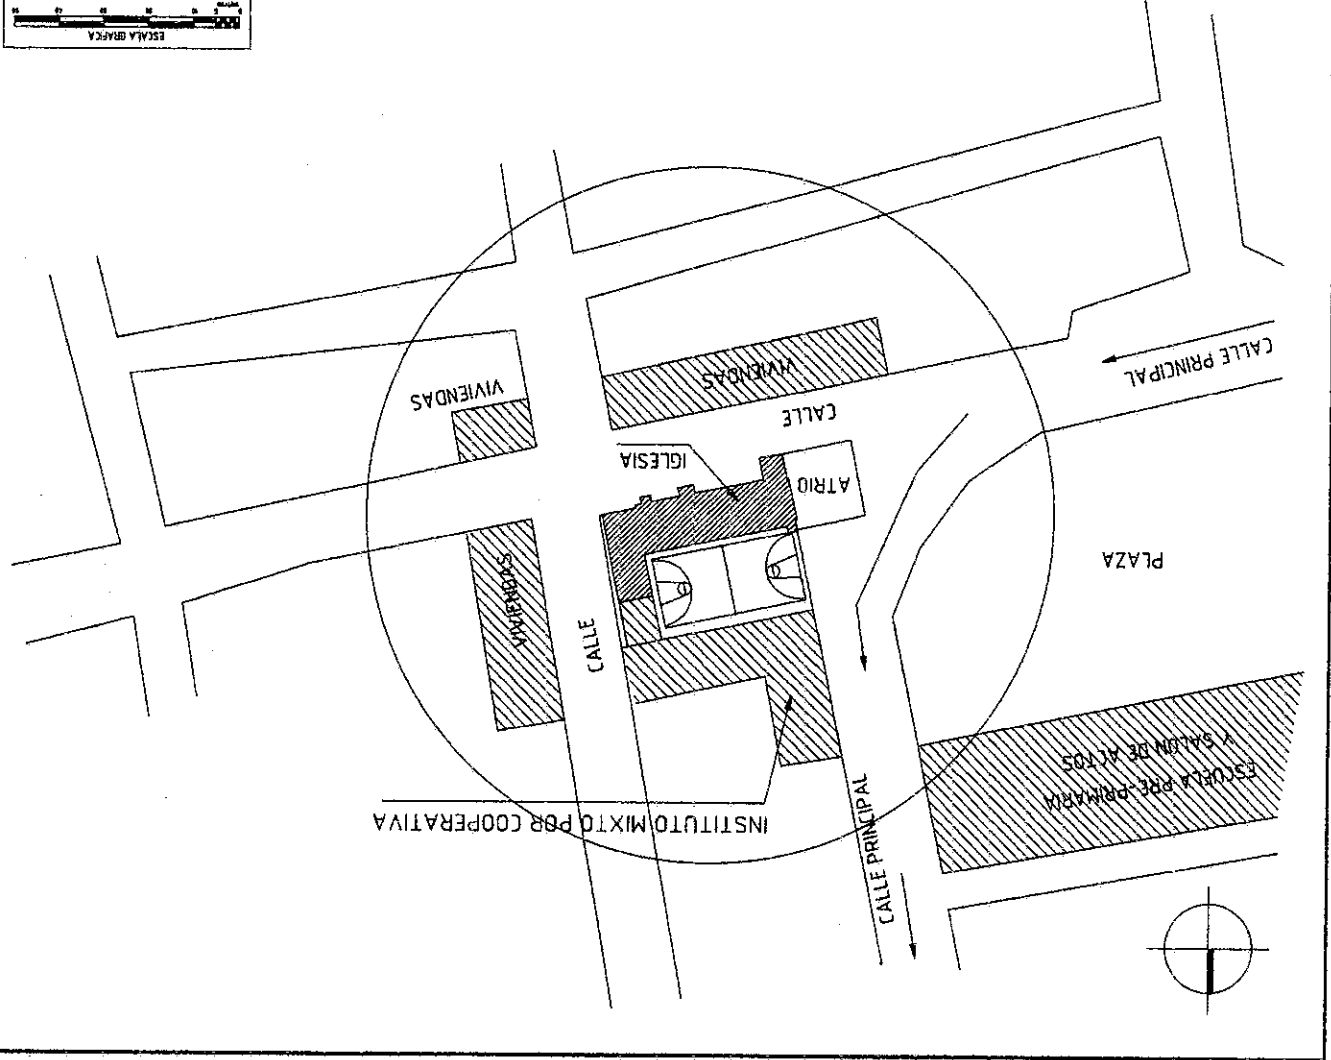 INSTITUTO MIXTO POR COOPERATIVA
CALLE PRINCIPAL
ESCUELA PRE-PRIMARIA
Y SALON DE ACTOS
CALLE
VIVIENDAS
PLAZA
ATRIO
IGLESIA
CALLE
VIVIENDAS
VIVIENDAS
CALLE PRINCIPAL
ESCALA GRAFICA